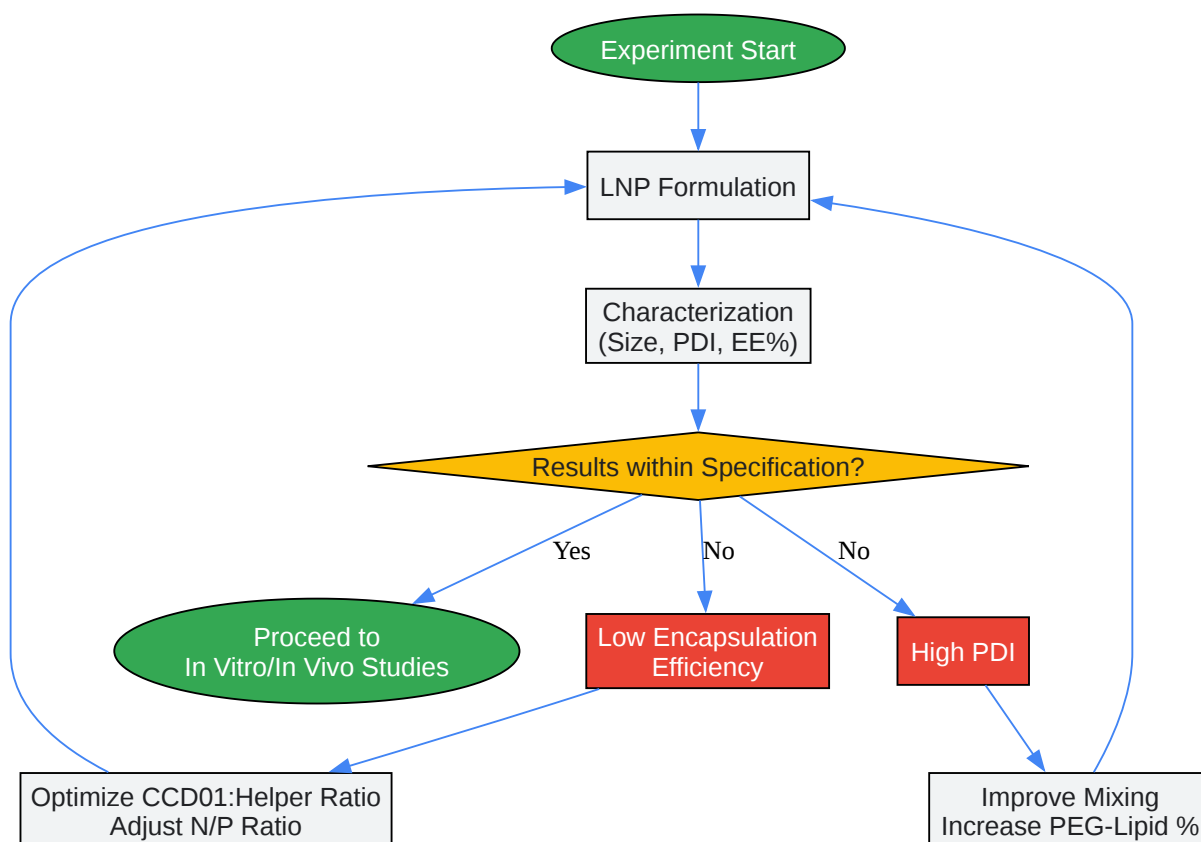 Experiment Start
LNP Formulation
Characterization
(Size, PDI, EE%)
Results within Specification?
Yes
No
No
Proceed to
In Vitro/In Vivo Studies
Low Encapsulation
Efficiency
High PDI
Optimize CCD01:Helper Ratio
Adjust N/P Ratio
Improve Mixing
Increase PEG-Lipid %